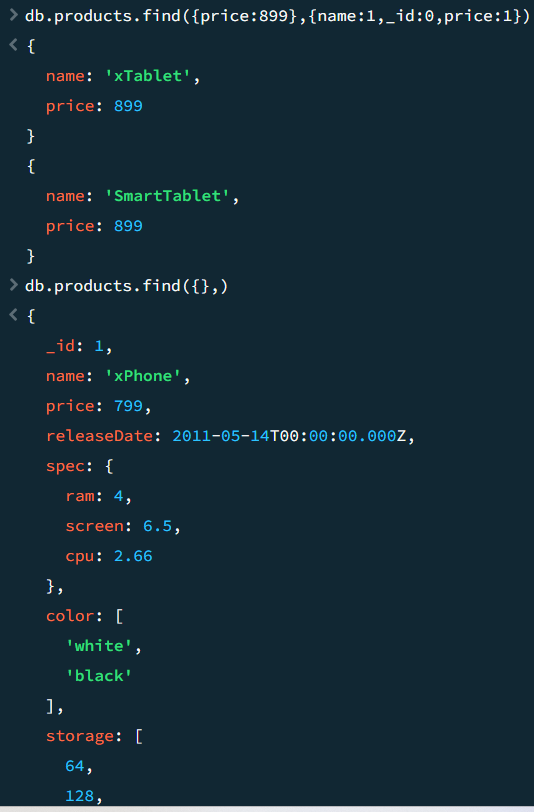 > db.products.find({price:899},{name:1,_id:0,price:1})
< {
name: 'xTablet',
price: 899
}
{
name: 'SmartTablet',
price: 899
}
> db.products.find({},)
< {
_id: 1,
name: 'xPhone',
price: 799,
releaseDate: 2011-05-14T00:00:00.000Z,
spec: {
ram: 4,
screen: 6.5,
cpu: 2.66
},
color: [
'white',
'black'
],
storage: [
64,
128,